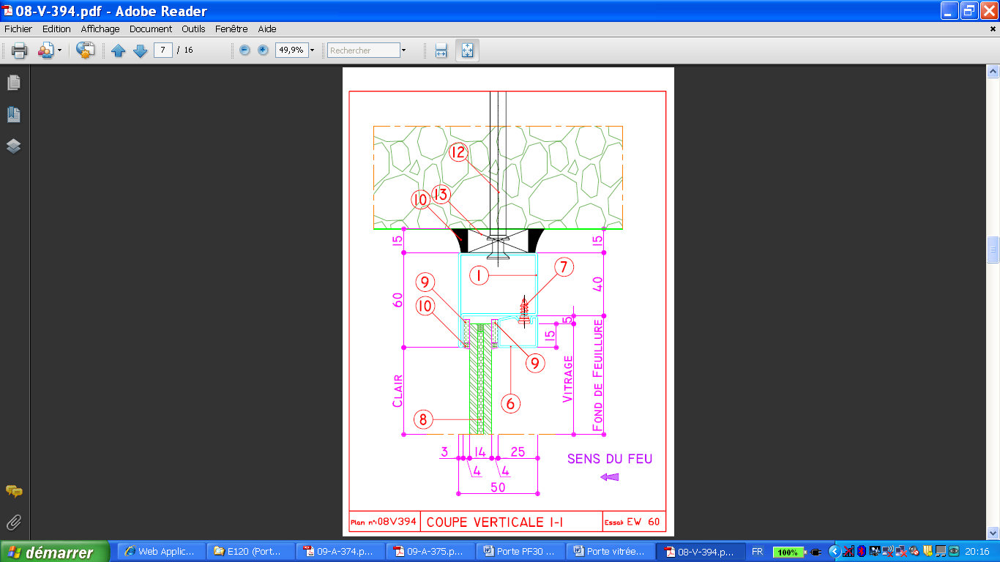 08-V-394.pdf - Adobe Reader
Fichier Edition Affichage Document Outils Fenêtre Aide
7 / 16 49,9% Rechercher
12
10 13
15 15
1 7
9
60 40
10
5
15
9
CLAIR VITRAGE FOND DE FEUILLURE
6
8
3 14 25
4 4
50
SENS DU FEU
Plan n°: 08V394 COUPE VERTICALE I-I Essai: EW 60
démarrer Web Applic... E120 (Port... 09-A-374.p... 09-A-375.p... Porte PF30 ... Porte vitrée... 08-V-394.p... FR 100% 20:16